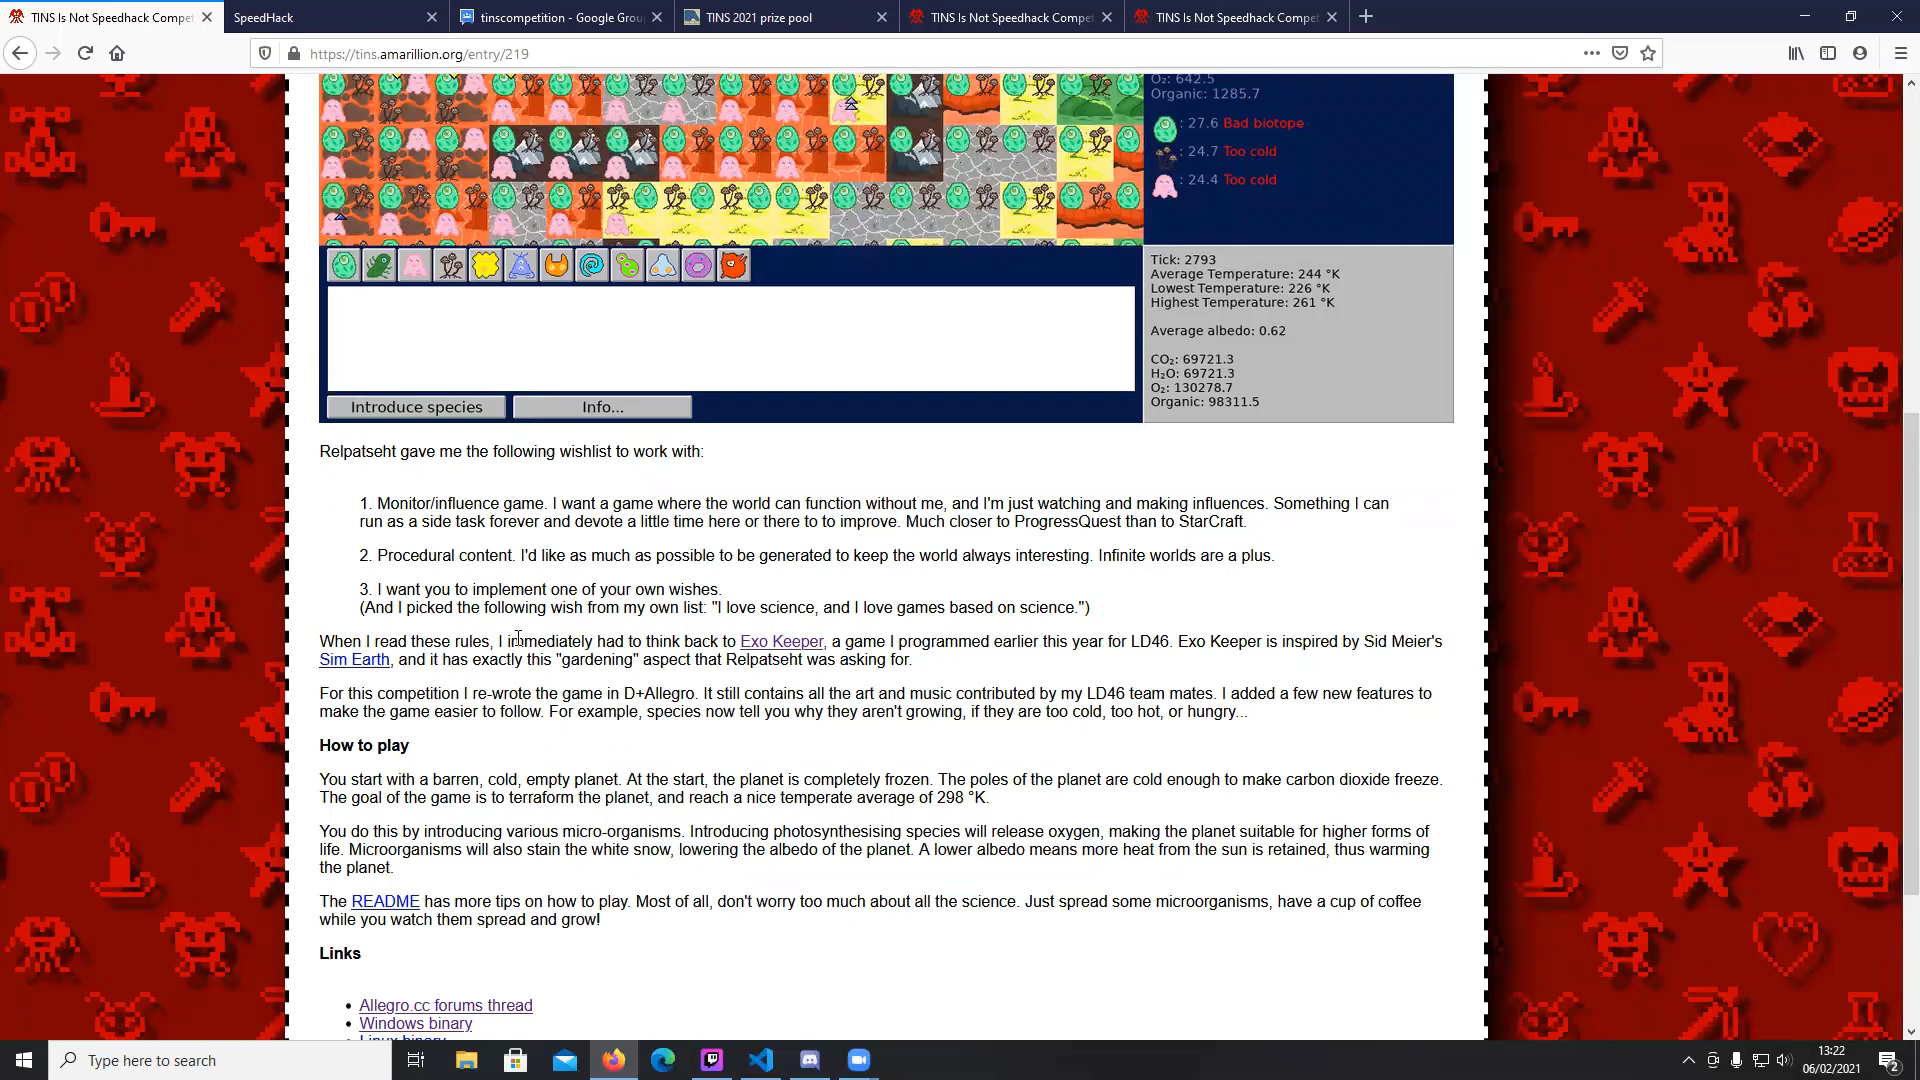 TINS Is Not Speedhack Compet
SpeedHack
tinscompetition - Google Grou
TINS 2021 prize pool
TINS Is Not Speedhack Compet
TINS Is Not Speedhack Compet
https://tins.amarillion.org/entry/219
O₂: 642.5
Organic: 1285.7
: 27.6 Bad biotope
: 24.7 Too cold
: 24.4 Too cold
Tick: 2793
Average Temperature: 244 °K
Lowest Temperature: 226 °K
Highest Temperature: 261 °K
Average albedo: 0.62
CO₂: 69721.3
H₂O: 69721.3
O₂: 130278.7
Organic: 98311.5
Introduce species
Info...
Relpatseht gave me the following wishlist to work with:
1. Monitor/influence game. I want a game where the world can function without me, and I'm just watching and making influences. Something I can
run as a side task forever and devote a little time here or there to to improve. Much closer to ProgressQuest than to StarCraft.
2. Procedural content. I'd like as much as possible to be generated to keep the world always interesting. Infinite worlds are a plus.
3. I want you to implement one of your own wishes.
(And I picked the following wish from my own list: "I love science, and I love games based on science.")
When I read these rules, I immediately had to think back to Exo Keeper, a game I programmed earlier this year for LD46. Exo Keeper is inspired by Sid Meier's
Sim Earth, and it has exactly this "gardening" aspect that Relpatseht was asking for.
For this competition I re-wrote the game in D+Allegro. It still contains all the art and music contributed by my LD46 team mates. I added a few new features to
make the game easier to follow. For example, species now tell you why they aren't growing, if they are too cold, too hot, or hungry...
How to play
You start with a barren, cold, empty planet. At the start, the planet is completely frozen. The poles of the planet are cold enough to make carbon dioxide freeze.
The goal of the game is to terraform the planet, and reach a nice temperate average of 298 °K.
You do this by introducing various micro-organisms. Introducing photosynthesising species will release oxygen, making the planet suitable for higher forms of
life. Microorganisms will also stain the white snow, lowering the albedo of the planet. A lower albedo means more heat from the sun is retained, thus warming
the planet.
The README has more tips on how to play. Most of all, don't worry too much about all the science. Just spread some microorganisms, have a cup of coffee
while you watch them spread and grow!
Links
• Allegro.cc forums thread
• Windows binary
Linux binary
Type here to search
13:22
06/02/2021
2